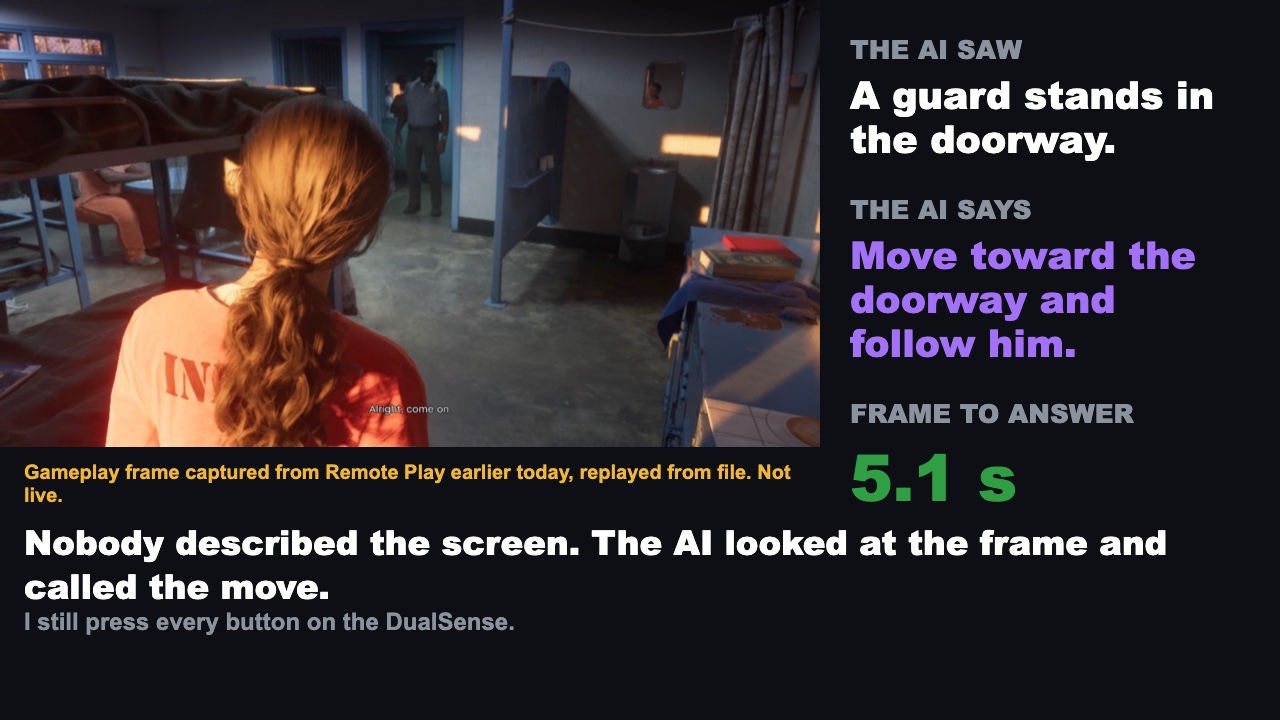 THE AI SAW
A guard stands in
the doorway.
THE AI SAYS
Move toward the
doorway and
follow him.
FRAME TO ANSWER
5.1 s
IN
Alright, come on
Gameplay frame captured from Remote Play earlier today, replayed from file. Not
live.
Nobody described the screen. The AI looked at the frame and
called the move.
I still press every button on the DualSense.